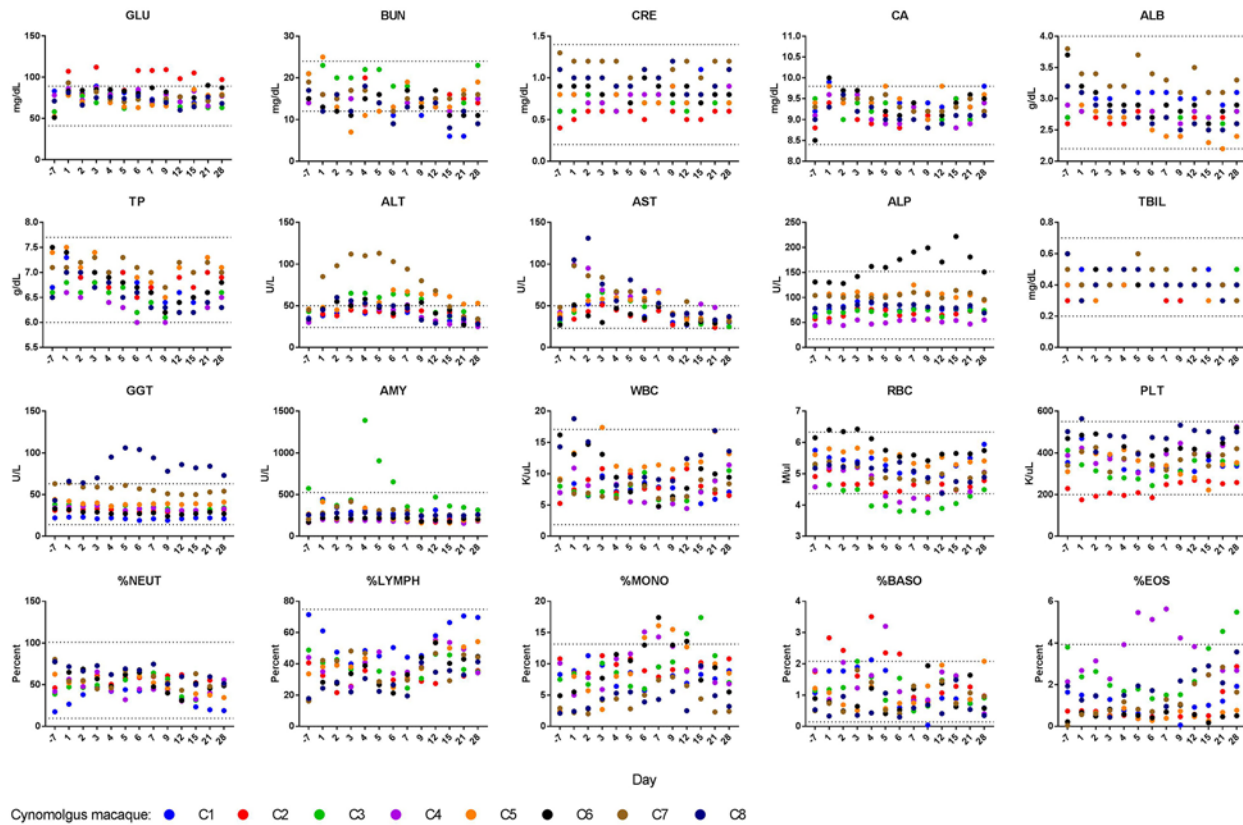 GLU BUN CRE CA ALB
mg/dL mg/dL mg/dL mg/dL g/dL
150 30 1.5 11.0 4.0
100 20 1.0 10.5 3.5
50 10 0.5 10.0 3.0
0 0 0.0 9.5 2.5
9.0 2.0
8.5
8.0
-7 1 2 3 4 5 6 7 9 12 15 21 28
-7 1 2 3 4 5 6 7 9 12 15 21 28
-7 1 2 3 4 5 6 7 9 12 15 21 28
-7 1 2 3 4 5 6 7 9 12 15 21 28
-7 1 2 3 4 5 6 7 9 12 15 21 28
TP ALT AST ALP TBIL
g/dL U/L U/L U/L mg/dL
8.0 150 150 250 0.8
7.5 100 100 200 0.6
7.0 50 50 150 0.4
6.5 0 0 100 0.2
6.0 50 0.0
5.5 0
-7 1 2 3 4 5 6 7 9 12 15 21 28
-7 1 2 3 4 5 6 7 9 12 15 21 28
-7 1 2 3 4 5 6 7 9 12 15 21 28
-7 1 2 3 4 5 6 7 9 12 15 21 28
-7 1 2 3 4 5 6 7 9 12 15 21 28
GGT AMY WBC RBC PLT
U/L U/L K/uL M/ul K/uL
150 1500 20 7 600
100 1000 15 6 400
50 500 10 5 200
0 0 5 4 0
0 3
-7 1 2 3 4 5 6 7 9 12 15 21 28
-7 1 2 3 4 5 6 7 9 12 15 21 28
-7 1 2 3 4 5 6 7 9 12 15 21 28
-7 1 2 3 4 5 6 7 9 12 15 21 28
-7 1 2 3 4 5 6 7 9 12 15 21 28
%NEUT %LYMPH %MONO %BASO %EOS
Percent Percent Percent Percent Percent
150 80 20 4 6
100 60 15 3 4
50 40 10 2 2
0 20 5 1 0
0 0 0
-7 1 2 3 4 5 6 7 9 12 15 21 28
-7 1 2 3 4 5 6 7 9 12 15 21 28
-7 1 2 3 4 5 6 7 9 12 15 21 28
-7 1 2 3 4 5 6 7 9 12 15 21 28
-7 1 2 3 4 5 6 7 9 12 15 21 28
Day
Cynomolgus macaque: C1 C2 C3 C4 C5 C6 C7 C8